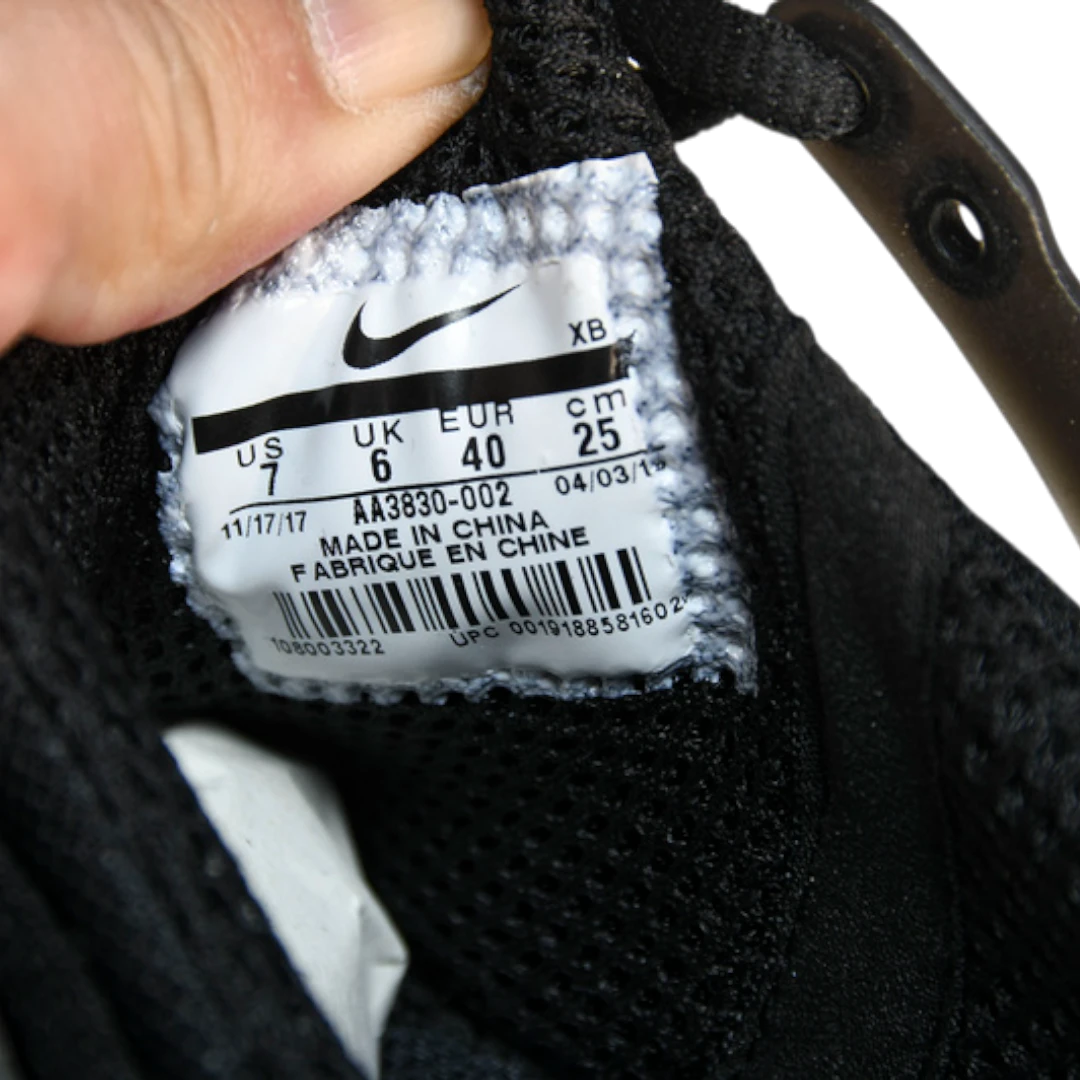 XB
US UK EUR cm
7 6 40 25
11/17/17 AA3830-002
MADE IN CHINA
FABRIQUE EN CHINE
UPC